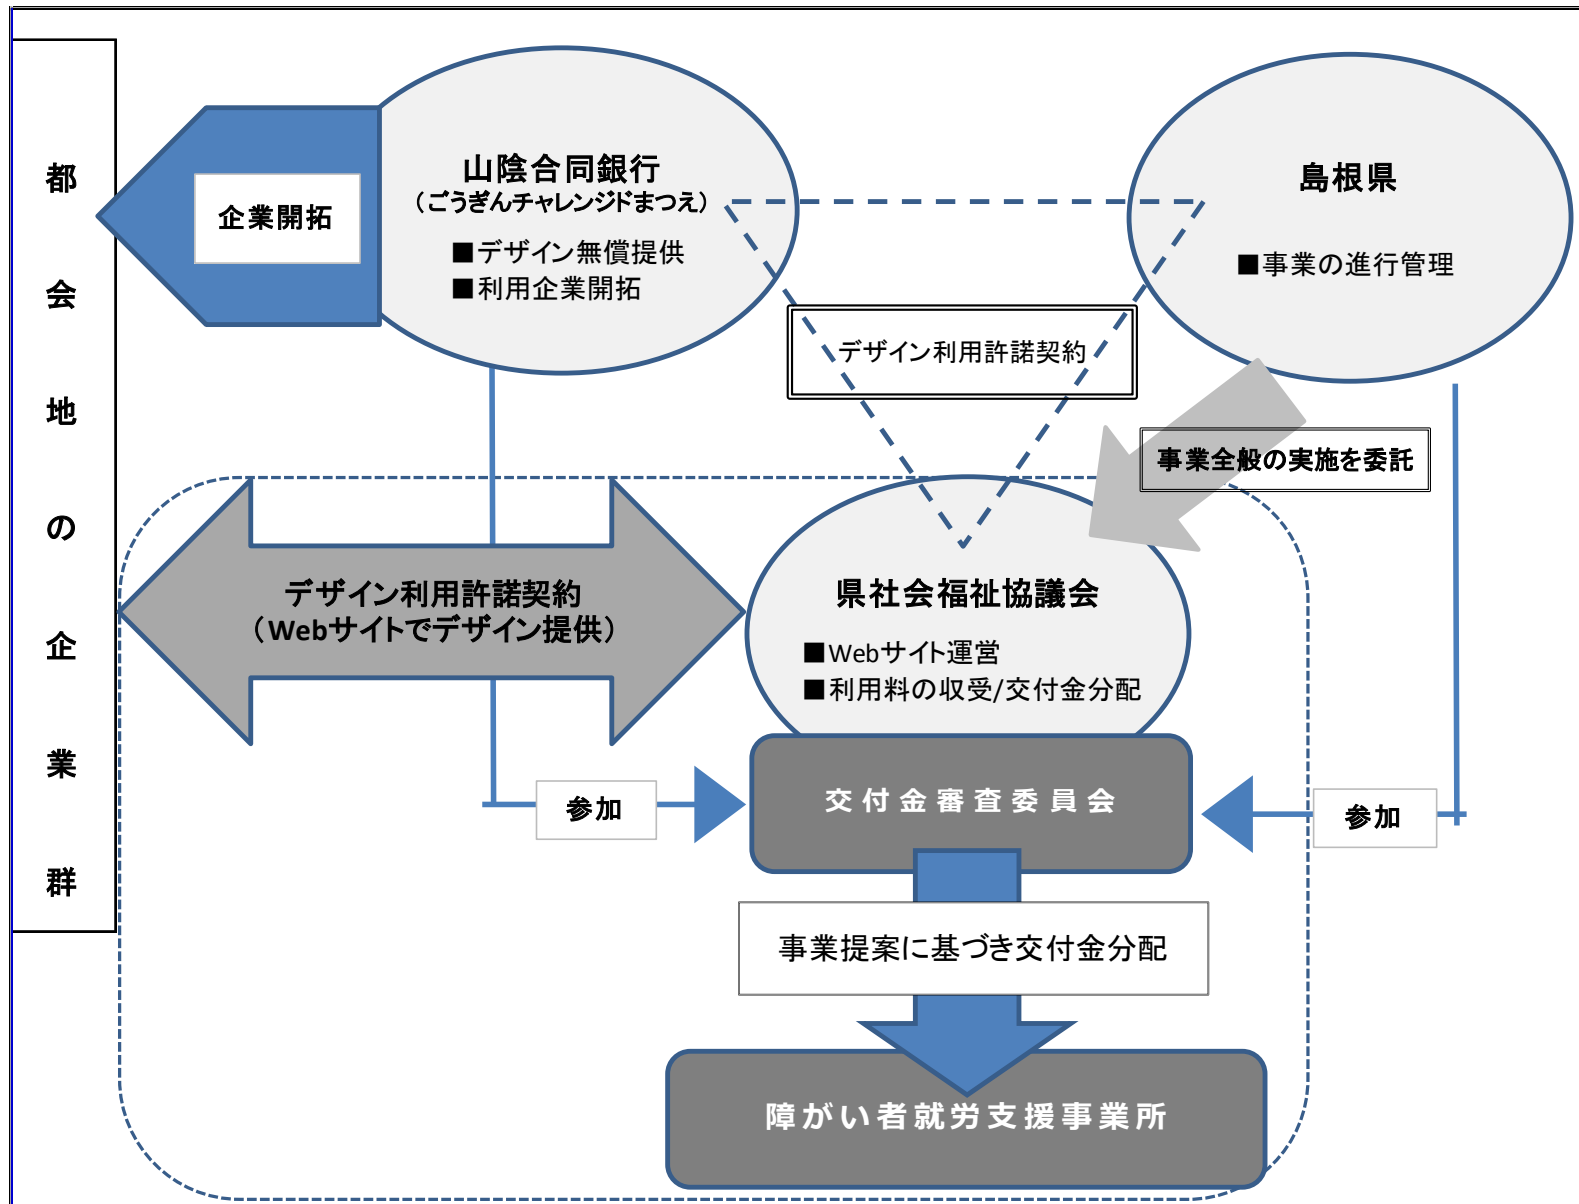 都会地の企業群
企業開拓
山陰合同銀行
（ごうぎんチャレンジドまつえ）
■デザイン無償提供
■利用企業開拓
島根県
■事業の進行管理
デザイン利用許諾契約
事業全般の実施を委託
デザイン利用許諾契約
（Webサイトでデザイン提供）
県社会福祉協議会
■Webサイト運営
■利用料の収受/交付金分配
参加
交付金審査委員会
参加
事業提案に基づき交付金分配
障がい者就労支援事業所